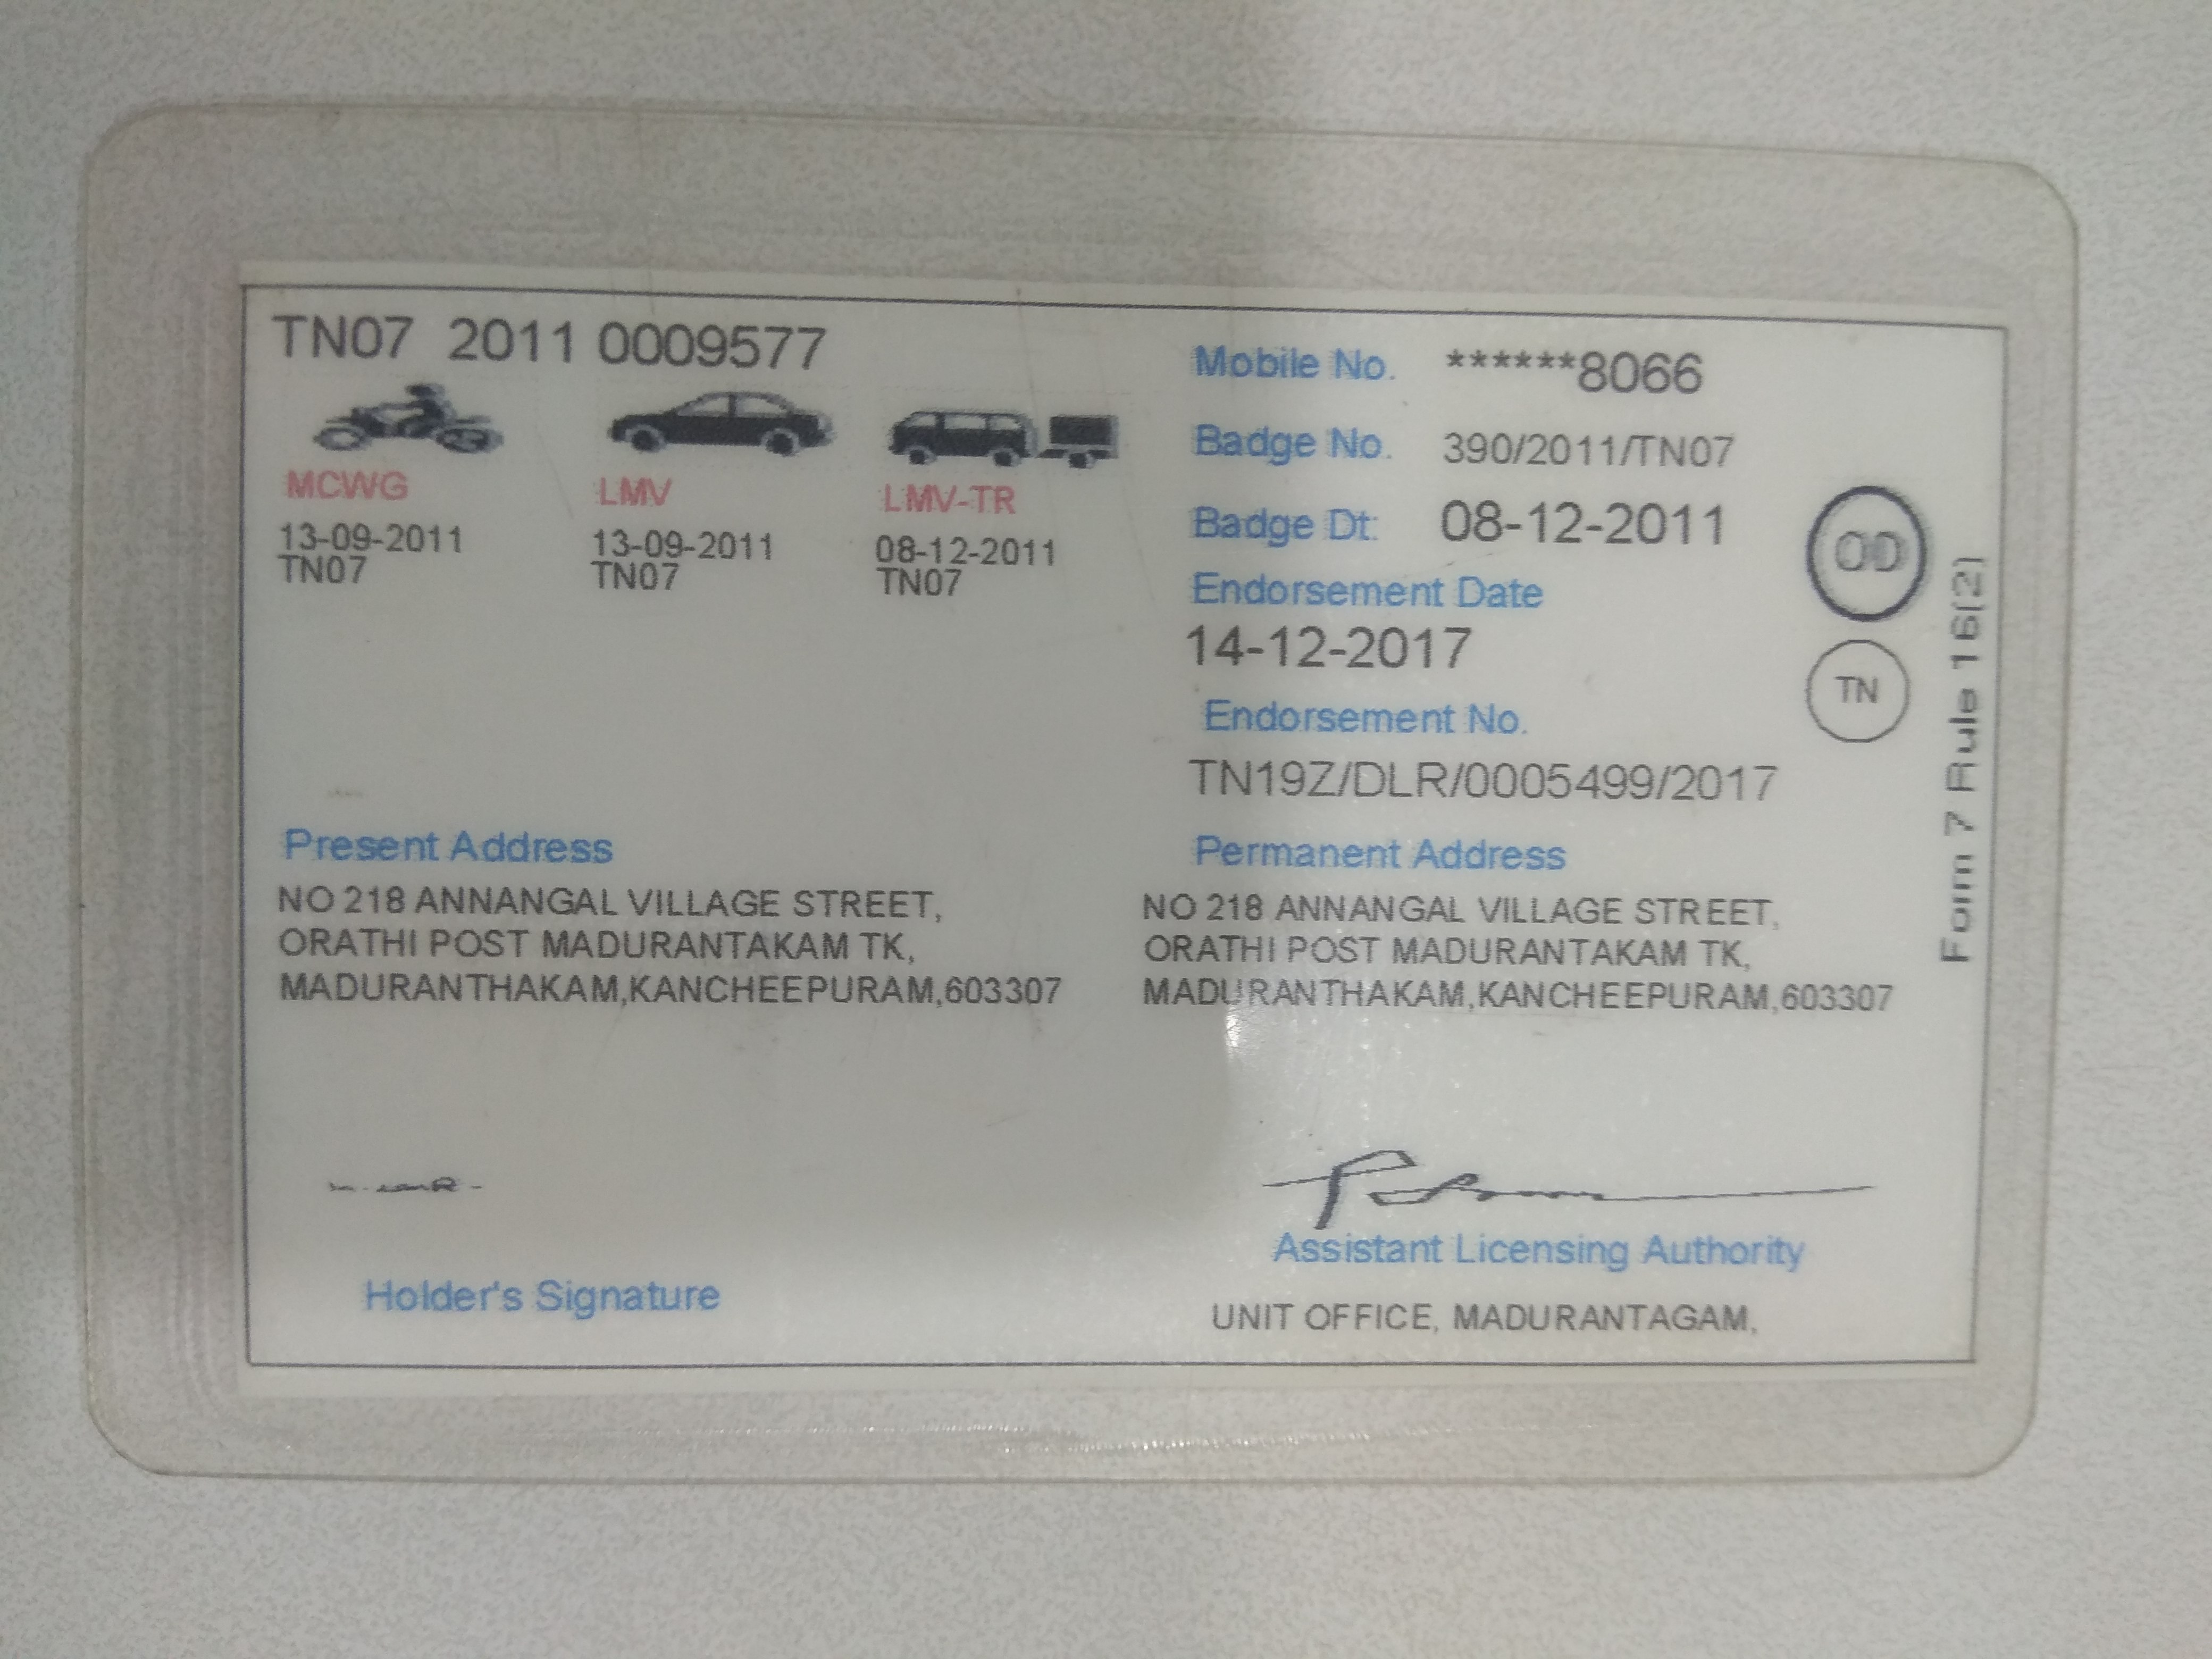 TN07 2011 0009577
MCWG
13-09-2011
TN07
LMV
13-09-2011
TN07
LMV-TR
08-12-2011
TN07
Mobile No. ******8066
Badge No. 390/2011/TN07
Badge Dt: 08-12-2011
Endorsement Date
14-12-2017
Endorsement No.
TN19Z/DLR/0005499/2017
OD
TN
Form 7 Rule 16(2)
Present Address
NO 218 ANNANGAL VILLAGE STREET,
ORATHI POST MADURANTAKAM TK,
MADURANTHAKAM,KANCHEEPURAM,603307
Permanent Address
NO 218 ANNANGAL VILLAGE STREET,
ORATHI POST MADURANTAKAM TK,
MADURANTHAKAM,KANCHEEPURAM,603307
Holder's Signature
Assistant Licensing Authority
UNIT OFFICE, MADURANTAGAM,